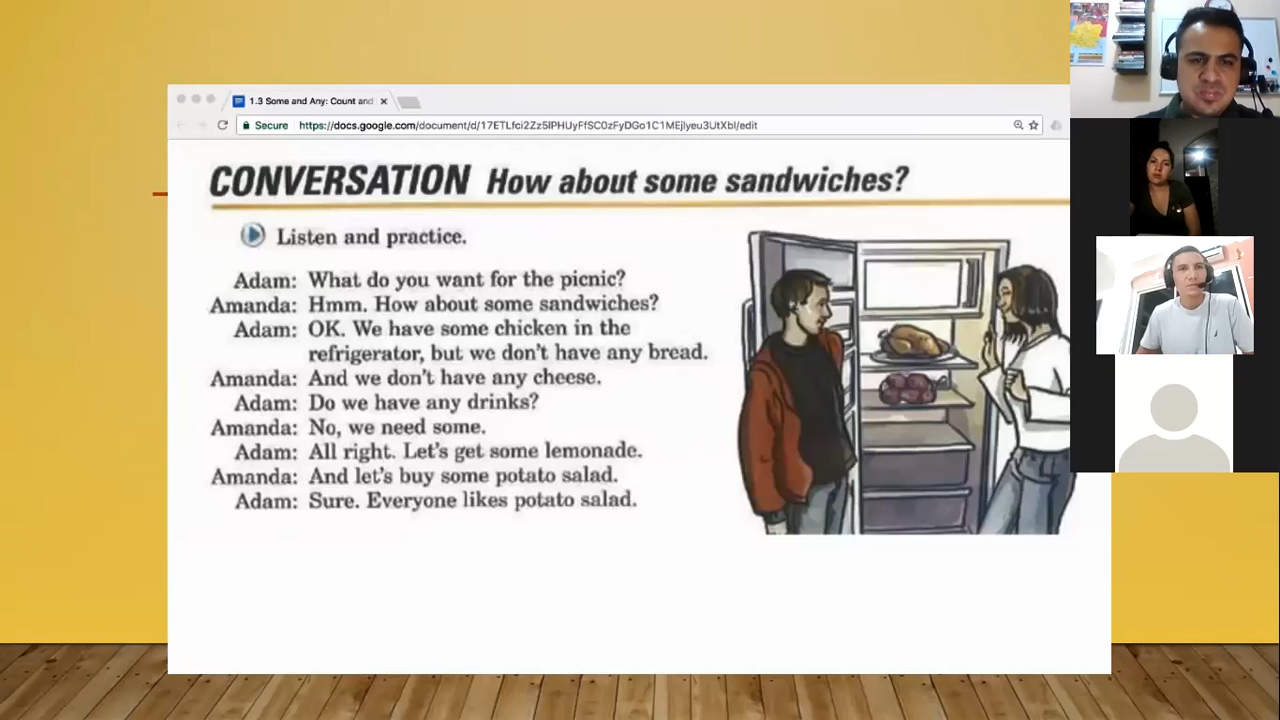 1.3 Some and Any: Count and
Secure https://docs.google.com/document/d/17ETLfci2Zz5lPHUyFfSC0zFyDGo1C1MEjlyeu3UtXbI/edit
CONVERSATION How about some sandwiches?
Listen and practice.
Adam: What do you want for the picnic?
Amanda: Hmm. How about some sandwiches?
Adam: OK. We have some chicken in the
refrigerator, but we don't have any bread.
Amanda: And we don't have any cheese.
Adam: Do we have any drinks?
Amanda: No, we need some.
Adam: All right. Let's get some lemonade.
Amanda: And let's buy some potato salad.
Adam: Sure. Everyone likes potato salad.